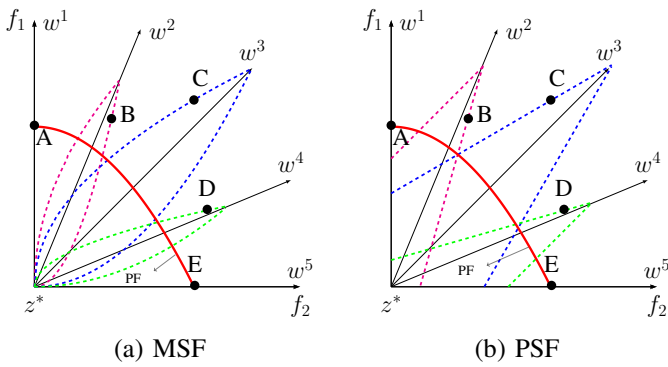 f₁ w¹ w² w³
B C
A
w⁴
D
PF E w⁵
z* f₂
(a) MSF
f₁ w¹ w² w³
B C
A
w⁴
D
PF E w⁵
z* f₂
(b) PSF